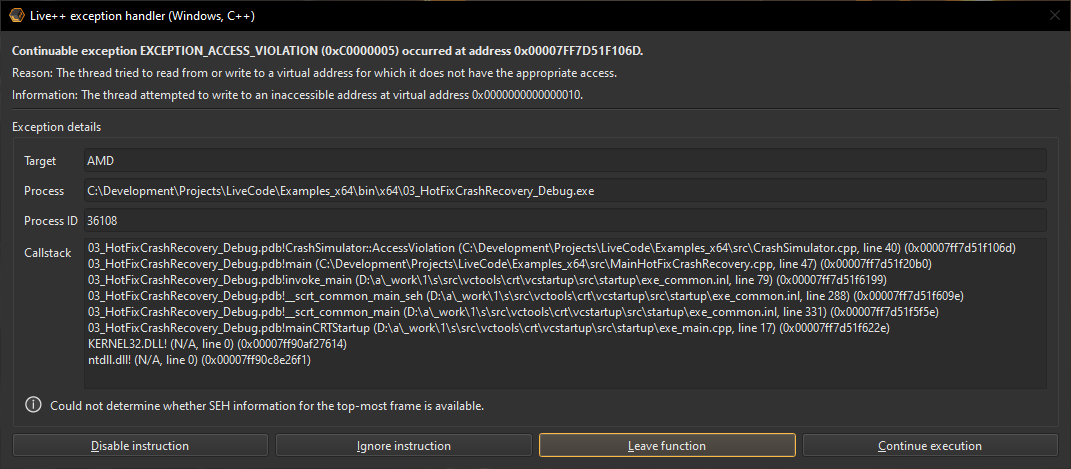 Live++ exception handler (Windows, C++)
Continuable exception EXCEPTION_ACCESS_VIOLATION (0xC0000005) occurred at address 0x00007FF7D51F106D.
Reason: The thread tried to read from or write to a virtual address for which it does not have the appropriate access.
Information: The thread attempted to write to an inaccessible address at virtual address 0x0000000000000010.
Exception details
Target AMD
Process C:\Development\Projects\LiveCode\Examples_x64\bin\x64\03_HotFixCrashRecovery_Debug.exe
Process ID 36108
Callstack
03_HotFixCrashRecovery_Debug.pdb!CrashSimulator::AccessViolation (C:\Development\Projects\LiveCode\Examples_x64\src\CrashSimulator.cpp, line 40) (0x00007ff7d51f106d)
03_HotFixCrashRecovery_Debug.pdb!main (C:\Development\Projects\LiveCode\Examples_x64\src\MainHotFixCrashRecovery.cpp, line 47) (0x00007ff7d51f20b0)
03_HotFixCrashRecovery_Debug.pdb!invoke_main (D:\a\_work\1\s\src\vctools\crt\vcstartup\src\startup\exe_common.inl, line 79) (0x00007ff7d51f6199)
03_HotFixCrashRecovery_Debug.pdb!__scrt_common_main_seh (D:\a\_work\1\s\src\vctools\crt\vcstartup\src\startup\exe_common.inl, line 288) (0x00007ff7d51f609e)
03_HotFixCrashRecovery_Debug.pdb!__scrt_common_main (D:\a\_work\1\s\src\vctools\crt\vcstartup\src\startup\exe_common.inl, line 331) (0x00007ff7d51f5f5e)
03_HotFixCrashRecovery_Debug.pdb!mainCRTStartup (D:\a\_work\1\s\src\vctools\crt\vcstartup\src\startup\exe_main.cpp, line 17) (0x00007ff7d51f622e)
KERNEL32.DLL! (N/A, line 0) (0x00007ff90af27614)
ntdll.dll! (N/A, line 0) (0x00007ff90c8e26f1)
Could not determine whether SEH information for the top-most frame is available.
Disable instruction
Ignore instruction
Leave function
Continue execution